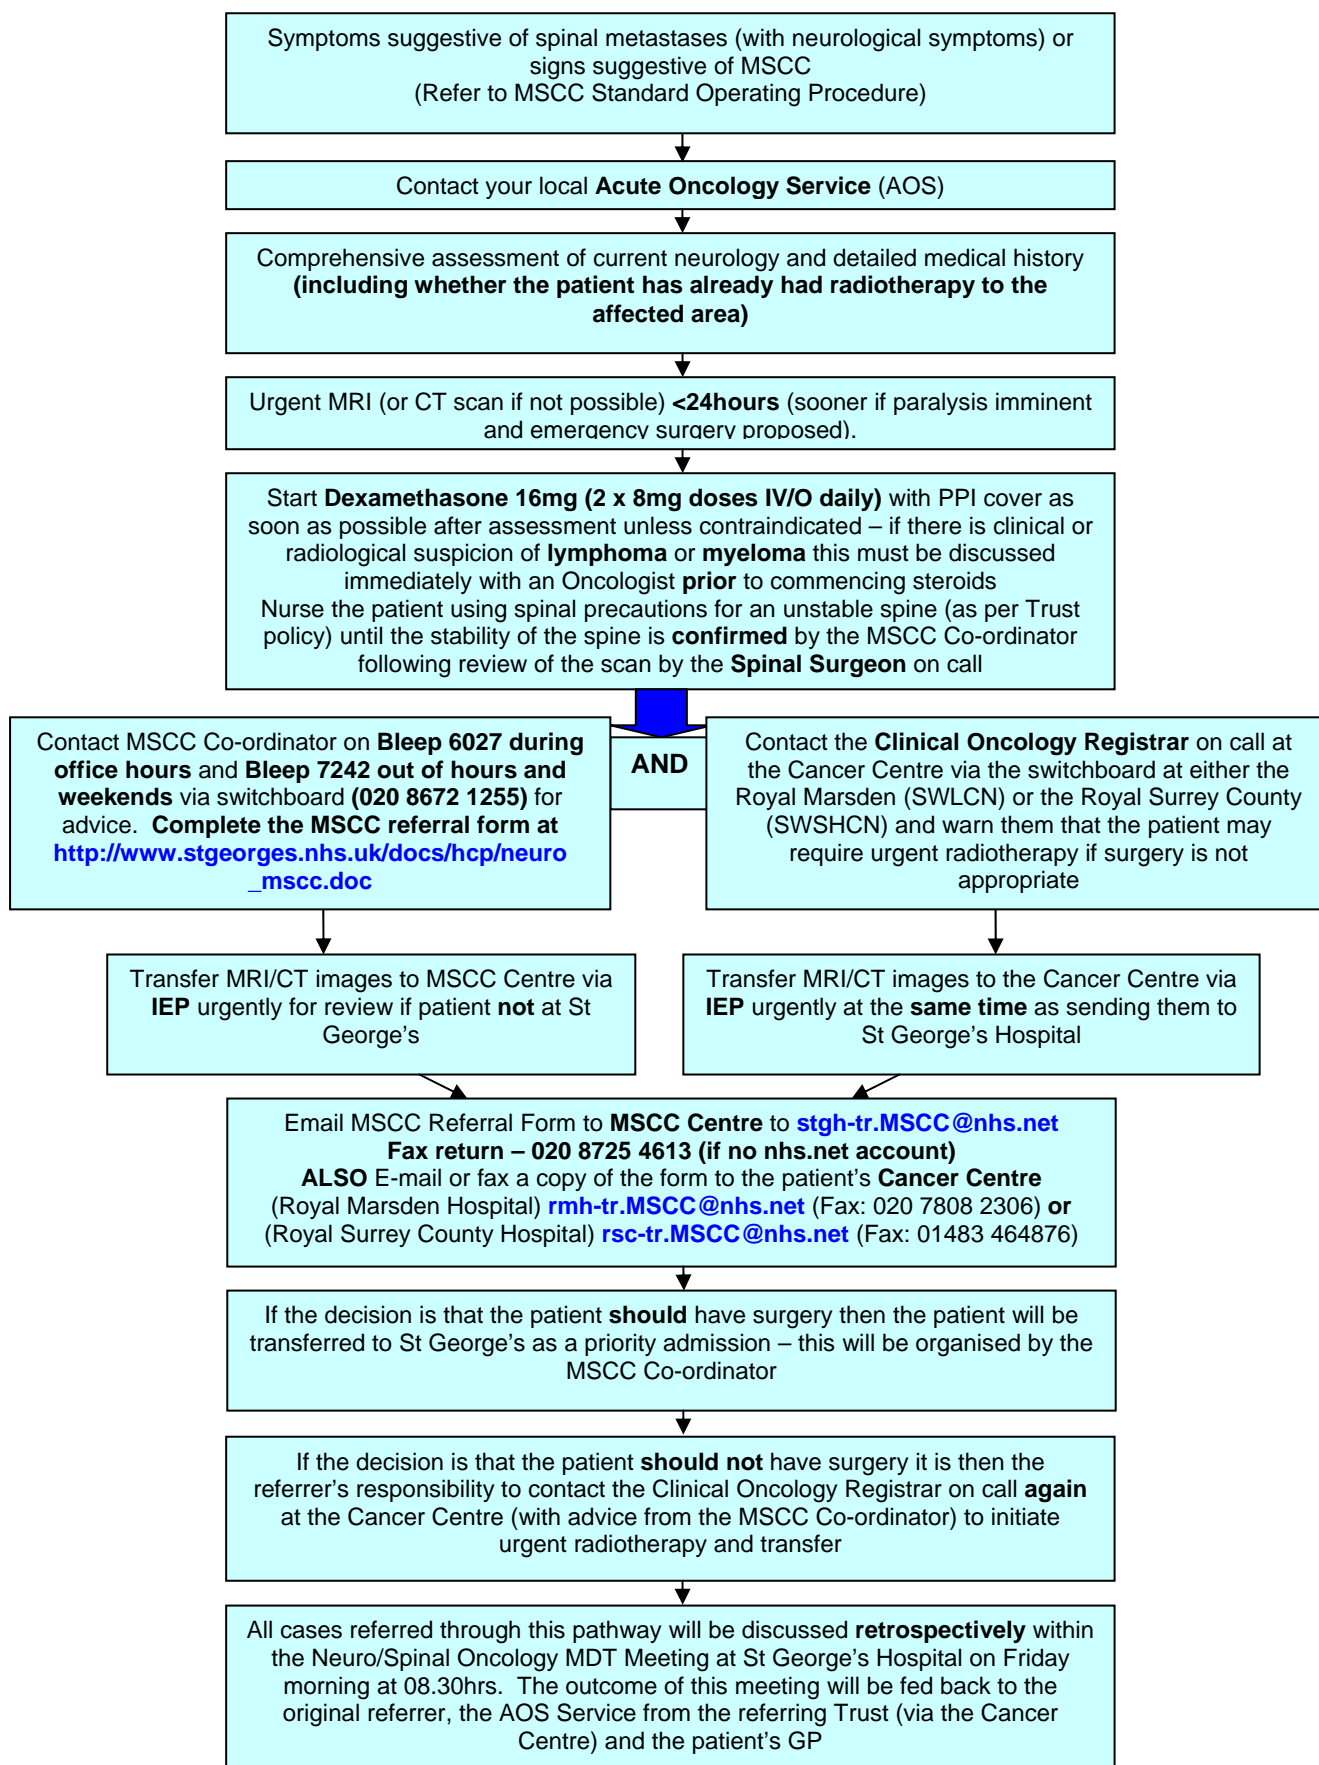 Symptoms suggestive of spinal metastases (with neurological symptoms) or
signs suggestive of MSCC
(Refer to MSCC Standard Operating Procedure)
Contact your local Acute Oncology Service (AOS)
Comprehensive assessment of current neurology and detailed medical history
(including whether the patient has already had radiotherapy to the
affected area)
Urgent MRI (or CT scan if not possible) <24hours (sooner if paralysis imminent
and emergency surgery proposed).
Start Dexamethasone 16mg (2 x 8mg doses IV/O daily) with PPI cover as
soon as possible after assessment unless contraindicated – if there is clinical or
radiological suspicion of lymphoma or myeloma this must be discussed
immediately with an Oncologist prior to commencing steroids
Nurse the patient using spinal precautions for an unstable spine (as per Trust
policy) until the stability of the spine is confirmed by the MSCC Co-ordinator
following review of the scan by the Spinal Surgeon on call
Contact MSCC Co-ordinator on Bleep 6027 during
office hours and Bleep 7242 out of hours and
weekends via switchboard (020 8672 1255) for
advice.  Complete the MSCC referral form at
http://www.stgeorges.nhs.uk/docs/hcp/neuro
_mscc.doc
AND
Contact the Clinical Oncology Registrar on call at
the Cancer Centre via the switchboard at either the
Royal Marsden (SWLCN) or the Royal Surrey County
(SWSHCN) and warn them that the patient may
require urgent radiotherapy if surgery is not
appropriate
Transfer MRI/CT images to MSCC Centre via
IEP urgently for review if patient not at St
George's
Transfer MRI/CT images to the Cancer Centre via
IEP urgently at the same time as sending them to
St George's Hospital
Email MSCC Referral Form to MSCC Centre to stgh-tr.MSCC@nhs.net
Fax return – 020 8725 4613 (if no nhs.net account)
ALSO E-mail or fax a copy of the form to the patient's Cancer Centre
(Royal Marsden Hospital) rmh-tr.MSCC@nhs.net (Fax: 020 7808 2306) or
(Royal Surrey County Hospital) rsc-tr.MSCC@nhs.net (Fax: 01483 464876)
If the decision is that the patient should have surgery then the patient will be
transferred to St George's as a priority admission – this will be organised by the
MSCC Co-ordinator
If the decision is that the patient should not have surgery it is then the
referrer's responsibility to contact the Clinical Oncology Registrar on call again
at the Cancer Centre (with advice from the MSCC Co-ordinator) to initiate
urgent radiotherapy and transfer
All cases referred through this pathway will be discussed retrospectively within
the Neuro/Spinal Oncology MDT Meeting at St George's Hospital on Friday
morning at 08.30hrs.  The outcome of this meeting will be fed back to the
original referrer, the AOS Service from the referring Trust (via the Cancer
Centre) and the patient's GP